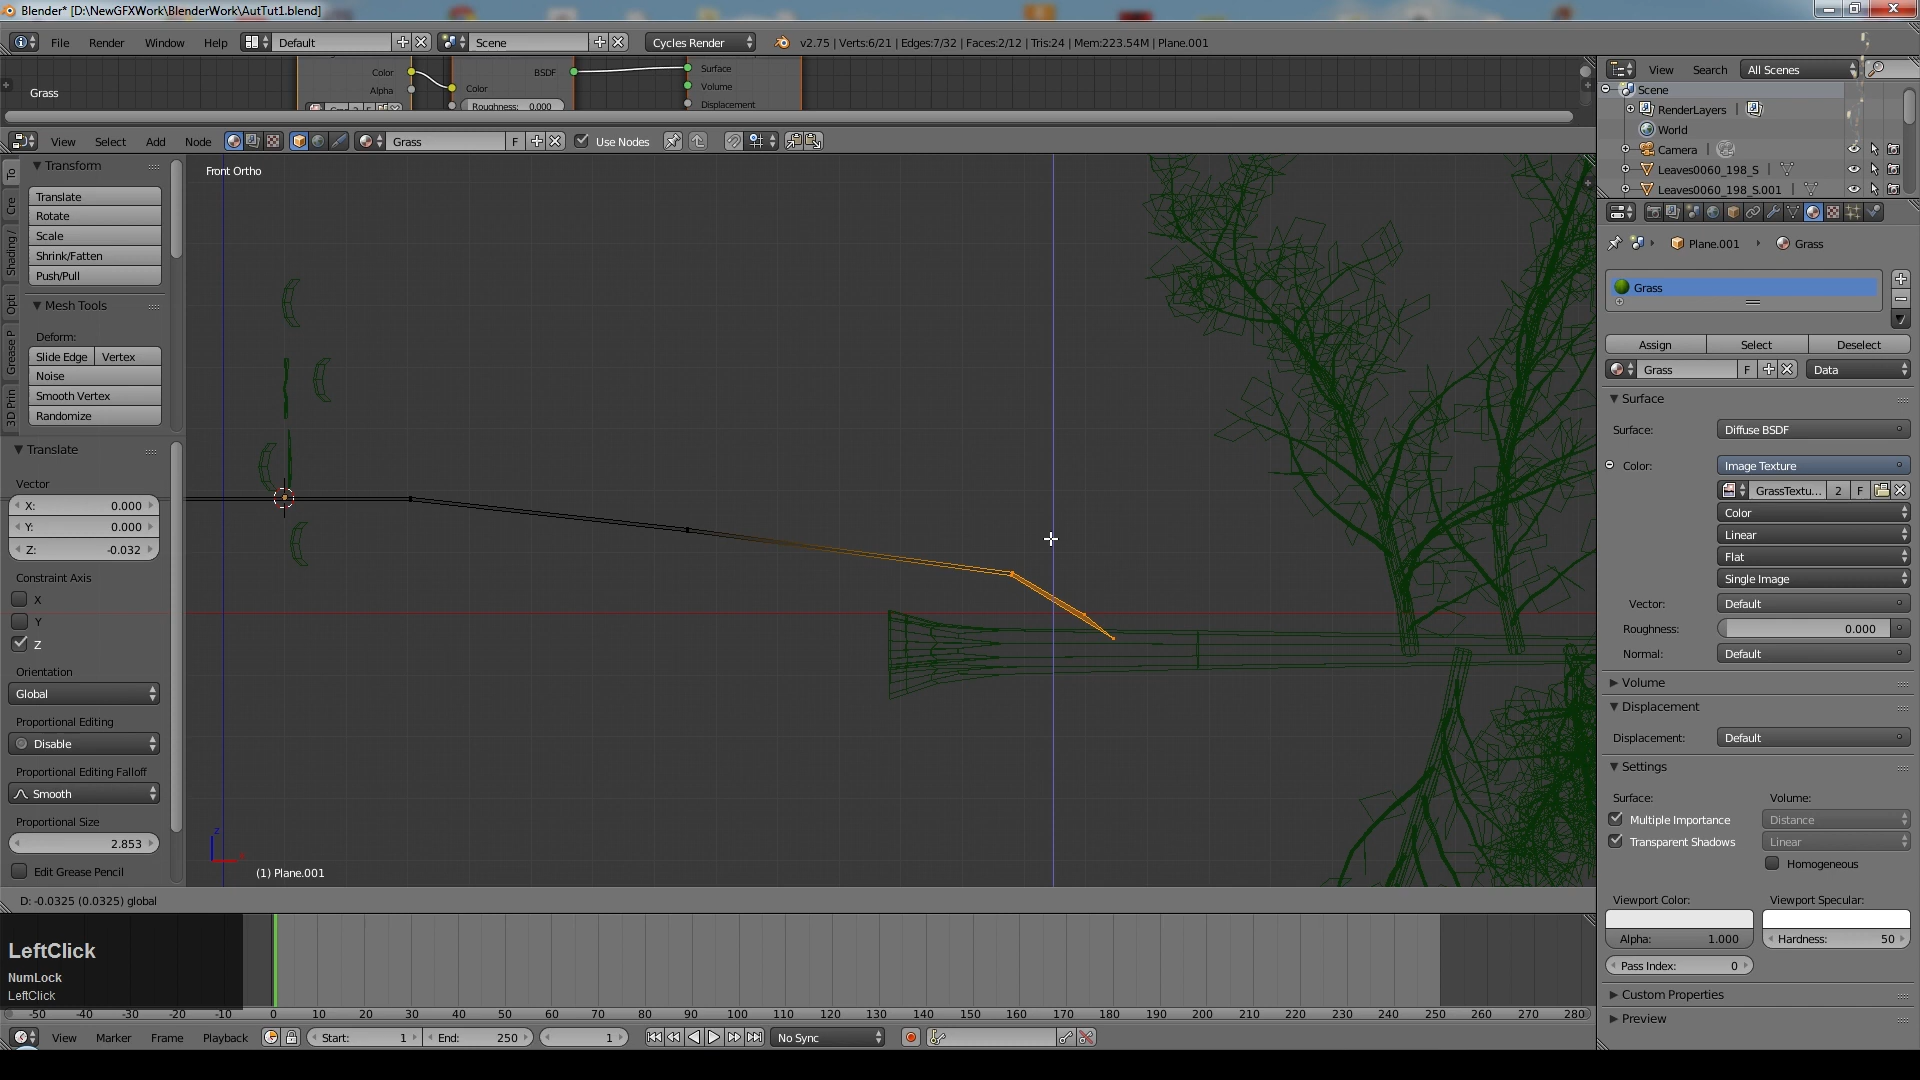 Blender* [D:\NewGFXWork\BlenderWork\AutTut1.blend]
File Render Window Help Default Scene Cycles Render v2.75 | Verts:6/21 | Edges:7/32 | Faces:2/12 | Tris:24 | Mem:223.54M | Plane.001
Color
Alpha
BSDF
Color
Roughness: 0.000
Surface
Volume
Displacement
Grass
View Select Add Node Grass F Use Nodes
View Search All Scenes
Scene
RenderLayers |
World
Camera |
Leaves0060_198_S |
Leaves0060_198_S.001 |
To
Cre
Shading /
Opti
Grease P
3D Prin
Transform
Translate
Rotate
Scale
Shrink/Fatten
Push/Pull
Mesh Tools
Deform:
Slide Edge Vertex
Noise
Smooth Vertex
Randomize
Translate
Vector
X: 0.000
Y: 0.000
Z: -0.032
Constraint Axis
X
Y
Z
Orientation
Global
Proportional Editing
Disable
Proportional Editing Falloff
Smooth
Proportional Size
2.853
Edit Grease Pencil
Front Ortho
z
(1) Plane.001
D: -0.0325 (0.0325) global
LeftClick
NumLock
LeftClick
-50 -40 -30 -20 -10 0 10 20 30 40 50 60 70 80 90 100 110 120 130 140 150 160 170 180 190 200 210 220 230 240 250 260 270 280
View Marker Frame Playback Start: 1 End: 250 1 No Sync
Plane.001 Grass
Grass
Assign Select Deselect
Grass F Data
Surface
Surface: Diffuse BSDF
Color: Image Texture
GrassTextu... 2 F
Color
Linear
Flat
Single Image
Vector: Default
Roughness: 0.000
Normal: Default
Volume
Displacement
Displacement: Default
Settings
Surface: Volume:
Multiple Importance Distance
Transparent Shadows Linear
Homogeneous
Viewport Color: Viewport Specular:
Alpha: 1.000 Hardness: 50
Pass Index: 0
Custom Properties
Preview